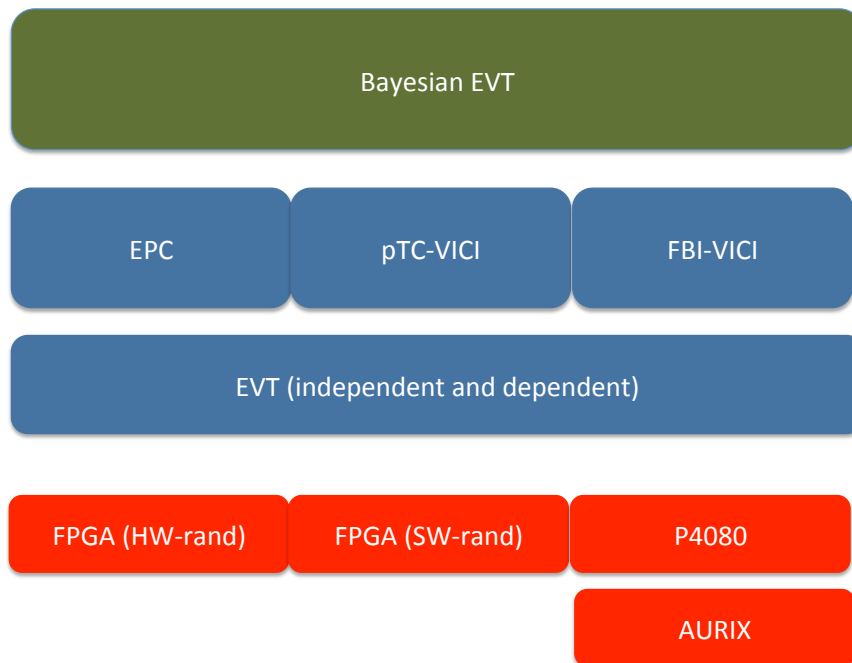 Bayesian EVT
EPC
pTC-VICI
FBI-VICI
EVT (independent and dependent)
FPGA (HW-rand)
FPGA (SW-rand)
P4080
AURIX